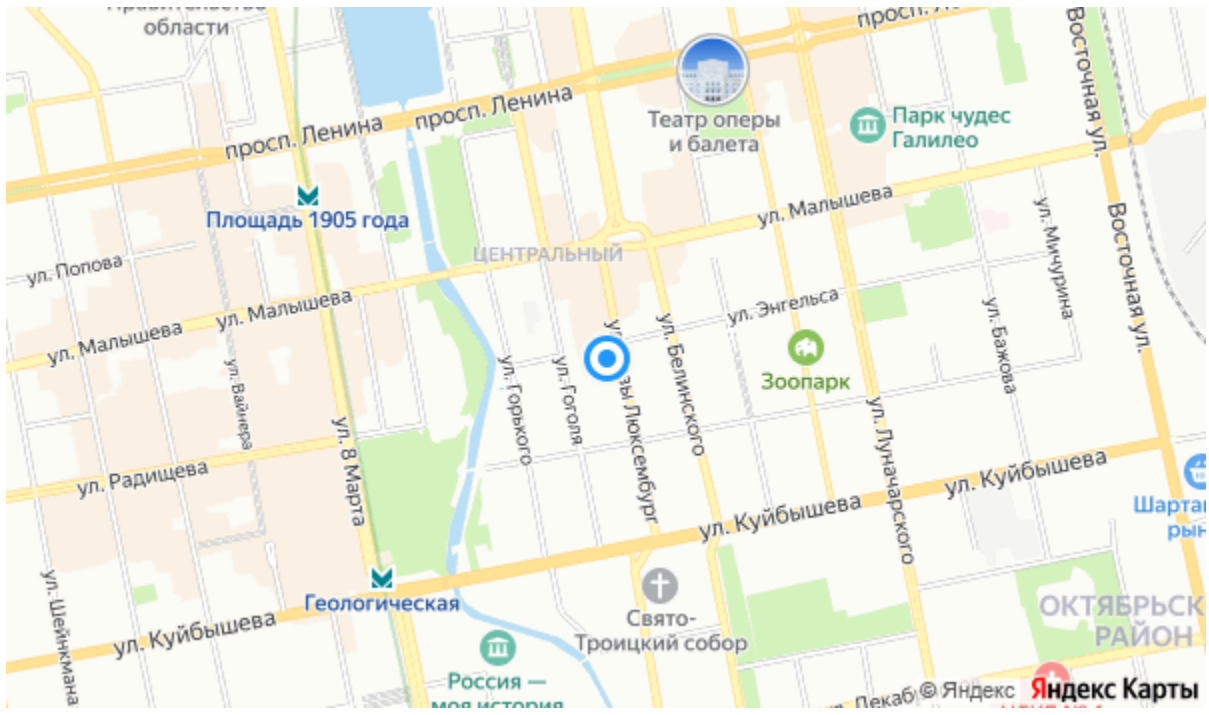 области
просп. Ленина
просп. Ленина
просп.
Театр оперы
и балета
Парк чудес
Галилео
Восточная ул.
Площадь 1905 года
ул. Малышева
ЦЕНТРАЛЬНЫЙ
ул. Попова
ул. Мичурина
Восточная ул.
ул. Малышева
ул. Малышева
ул. Энгельса
ул. Бажова
ул. Вайнера
ул. Горького
ул. Гоголя
Люксембург
ул. Белинского
Зоопарк
ул. Луначарского
ул. 8 Марта
ул. Радищева
ул. Куйбышева
ул. Куйбышева
Геологическая
ул. Шейнкмана
ул. Куйбышева
Свято-
Троицкий собор
ОКТЯБРЬСК
РАЙОН
Россия —
моя история
© Яндекс Яндекс Карты